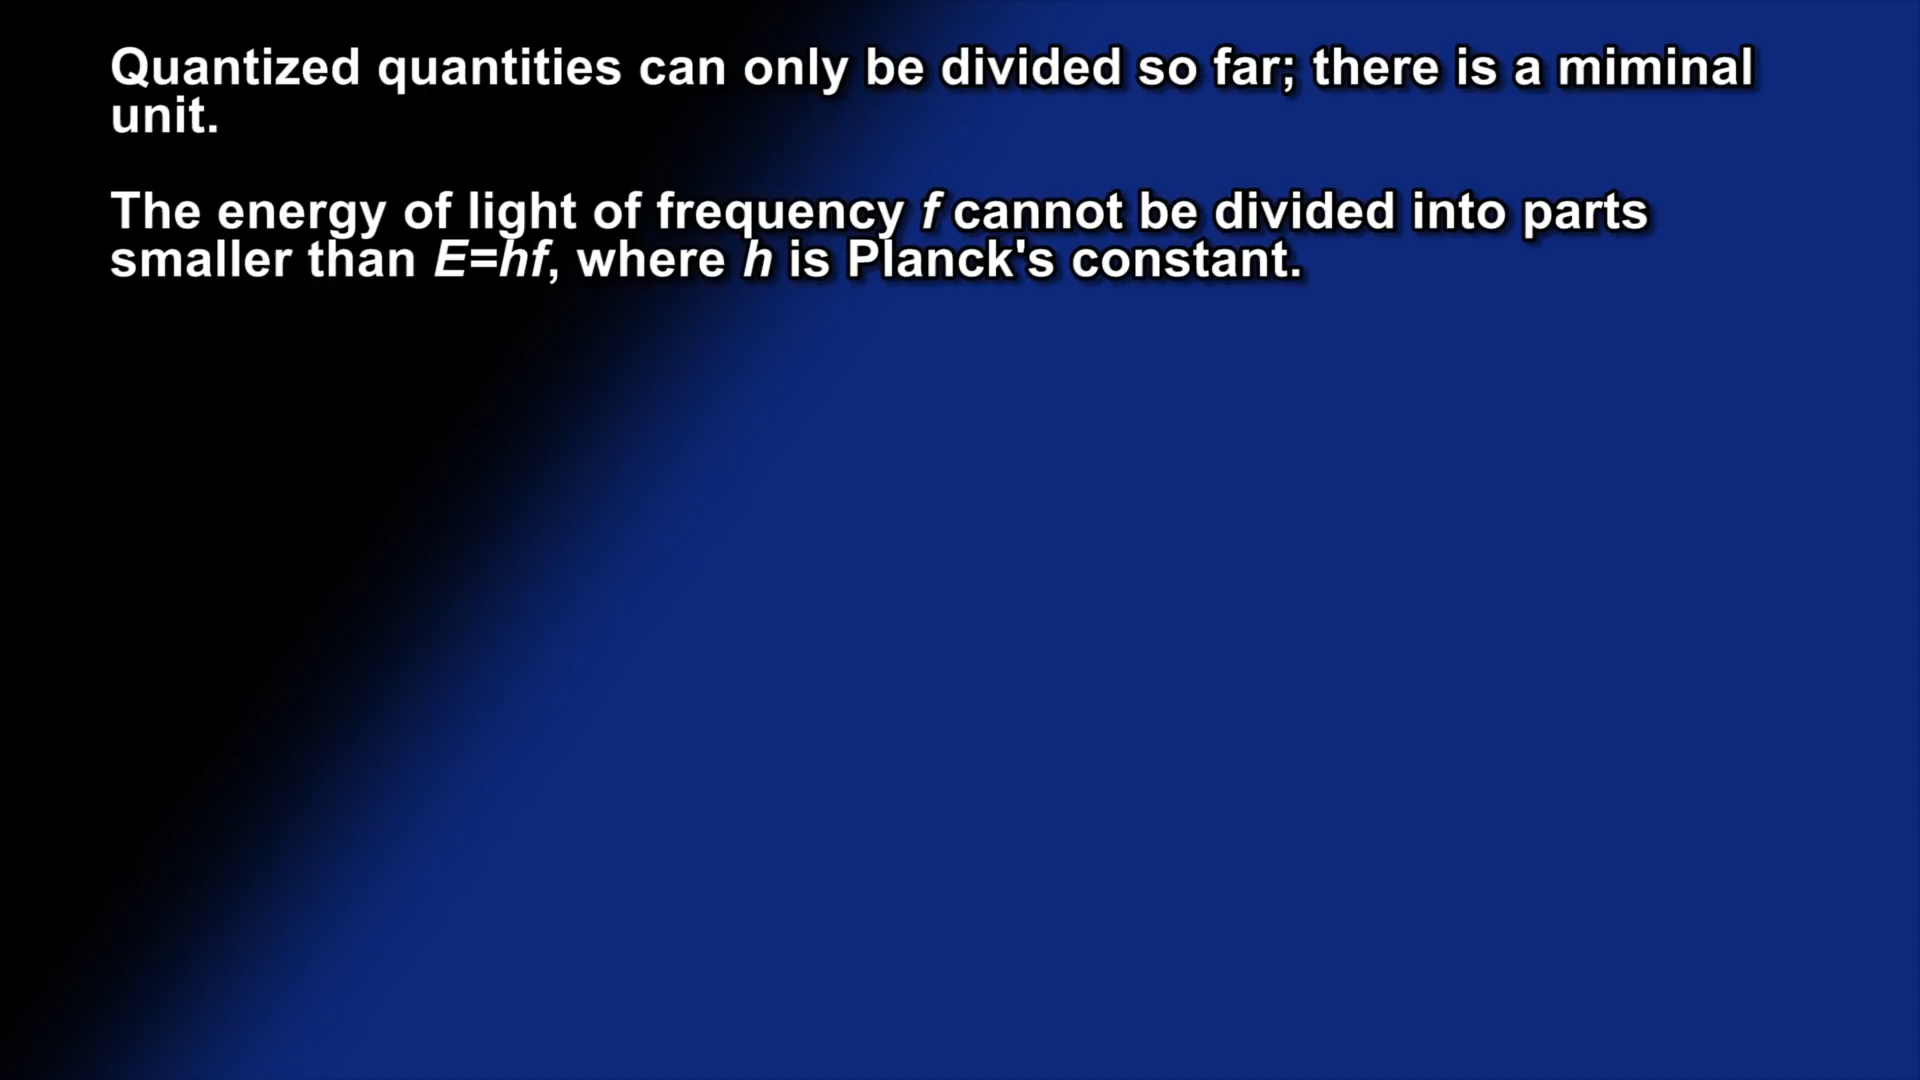 Quantized quantities can only be divided so far; there is a miminal
unit.
The energy of light of frequency f cannot be divided into parts
smaller than E=hf, where h is Planck's constant.